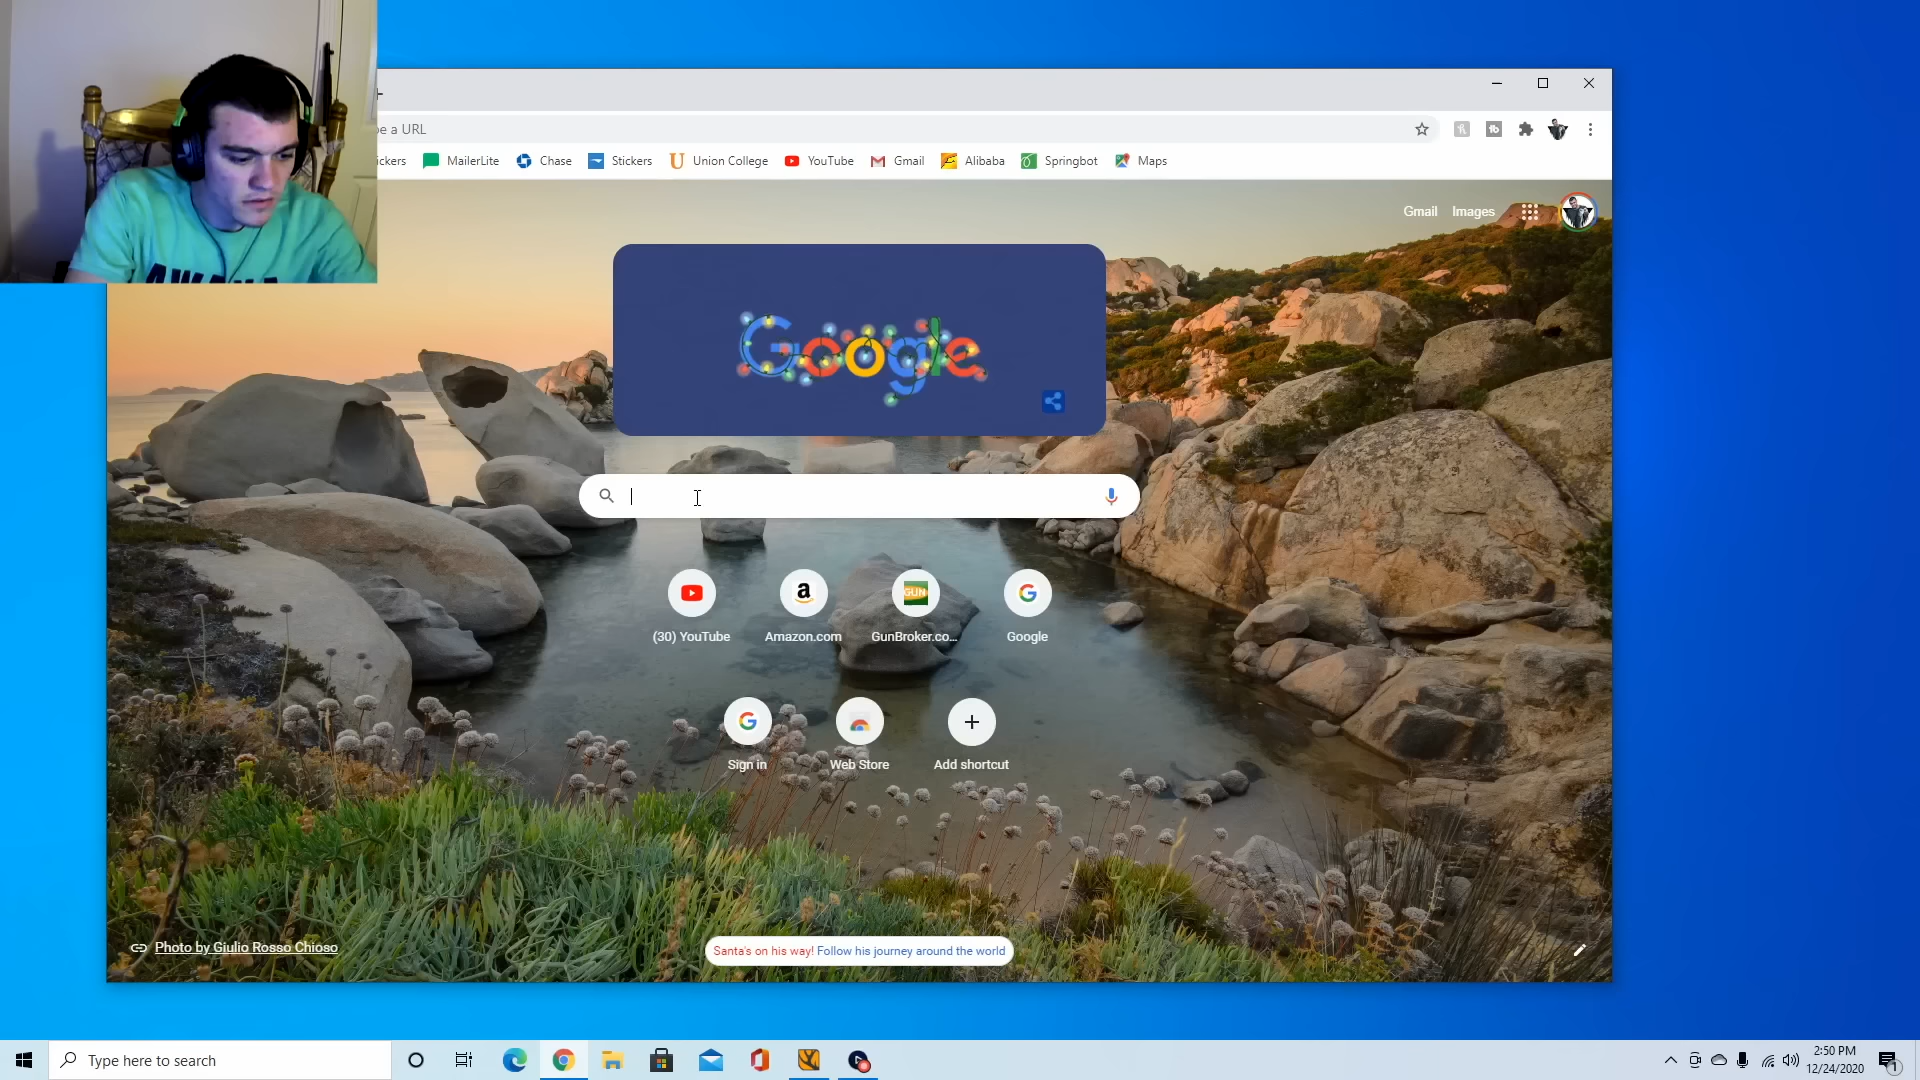 be a URL
ickers
MailerLite
Chase
Stickers
Union College
YouTube
Gmail
Alibaba
Springbot
Maps
Gmail
Images
Google
(30) YouTube
Amazon.com
GunBroker.co...
Google
Sign in
Web Store
Add shortcut
Photo by Giulio Rosso Chioso
Santa's on his way! Follow his journey around the world
Type here to search
2:50 PM
12/24/2020